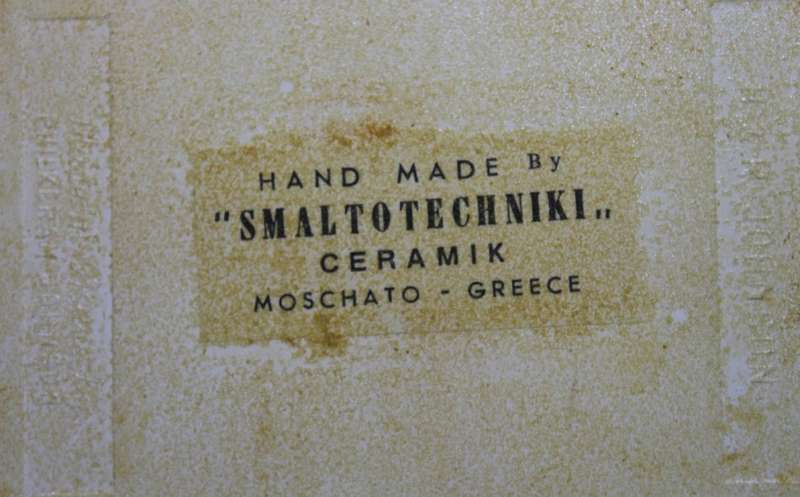 HAND MADE By
"SMALTOTECHNIKI„
CERAMIK
MOSCHATO - GREECE